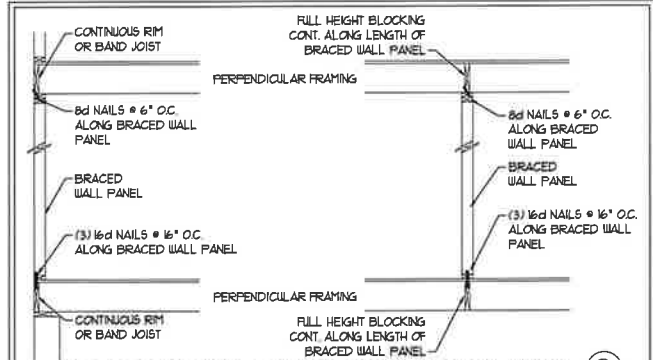 CONTINUOUS RIM
OR BAND JOIST
FULL HEIGHT BLOCKING
CONT. ALONG LENGTH OF
BRACED WALL PANEL
PERPENDICULAR FRAMING
8d NAILS @ 6" O.C.
ALONG BRACED WALL
PANEL
8d NAILS @ 6" O.C.
ALONG BRACED
WALL PANEL
BRACED
WALL PANEL
BRACED
WALL PANEL
(3) 16d NAILS @ 16" O.C.
ALONG BRACED WALL PANEL
(3) 16d NAILS @ 16" O.C.
ALONG BRACED WALL
PANEL
PERPENDICULAR FRAMING
CONTINUOUS RIM
OR BAND JOIST
FULL HEIGHT BLOCKING
CONT. ALONG LENGTH OF
BRACED WALL PANEL